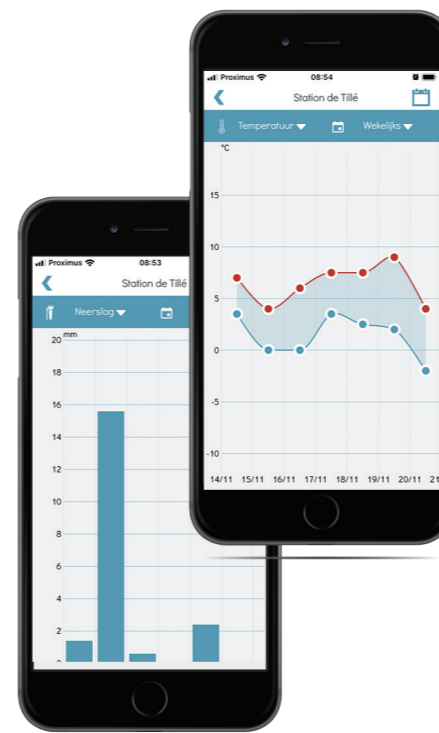 Proximus 08:54
Station de Tillé
Temperatuur Wekelijks
°C
15
10
5
0
-5
-10
14/11 15/11 16/11 17/11 18/11 19/11 20/11 21
Proximus 08:53
Station de Tillé
Neerslag
mm
20
18
16
14
12
10
8
6
4
2